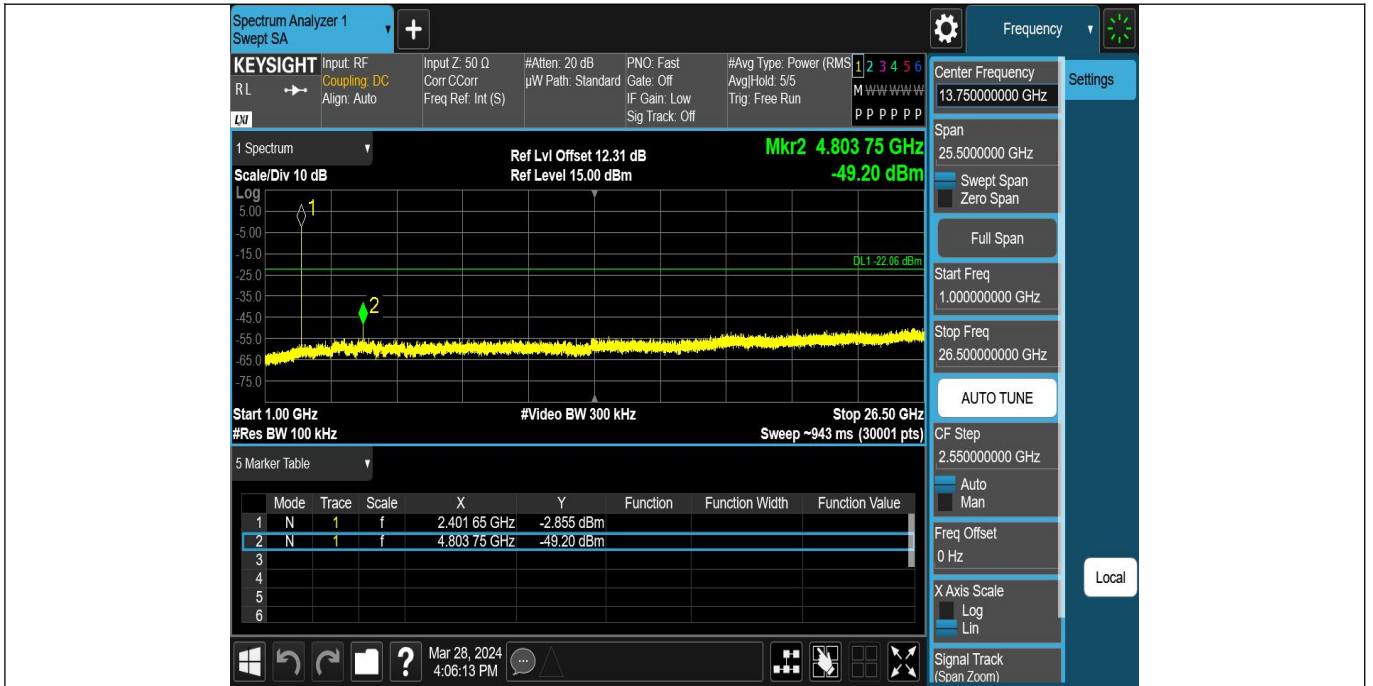 Spectrum Analyzer 1
Swept SA
+
Frequency
KEYSIGHT
RL
LXI
Input: RF
Coupling: DC
Align: Auto
Input Z: 50 Ω
Corr CCorr
Freq Ref: Int (S)
#Atten: 20 dB
µW Path: Standard
PNO: Fast
Gate: Off
IF Gain: Low
Sig Track: Off
#Avg Type: Power (RMS
Avg|Hold: 5/5
Trig: Free Run
1 2 3 4 5 6
M W W W W W
P P P P P P
1 Spectrum
Scale/Div 10 dB
Ref Lvl Offset 12.31 dB
Ref Level 15.00 dBm
Mkr2 4.803 75 GHz
-49.20 dBm
Log
5.00
-5.00
-15.0
-25.0
-35.0
-45.0
-55.0
-65.0
-75.0
1
2
DL1 -22.06 dBm
Start 1.00 GHz
#Video BW 300 kHz
Stop 26.50 GHz
#Res BW 100 kHz
Sweep ~943 ms (30001 pts)
5 Marker Table
Mode Trace Scale X Y Function Function Width Function Value
1 N 1 f 2.401 65 GHz -2.855 dBm
2 N 1 f 4.803 75 GHz -49.20 dBm
3
4
5
6
?
Mar 28, 2024
4:06:13 PM
Center Frequency
13.750000000 GHz
Settings
Span
25.5000000 GHz
Swept Span
Zero Span
Full Span
Start Freq
1.000000000 GHz
Stop Freq
26.500000000 GHz
AUTO TUNE
CF Step
2.550000000 GHz
Auto
Man
Freq Offset
0 Hz
X Axis Scale
Log
Lin
Signal Track
(Span Zoom)
Local